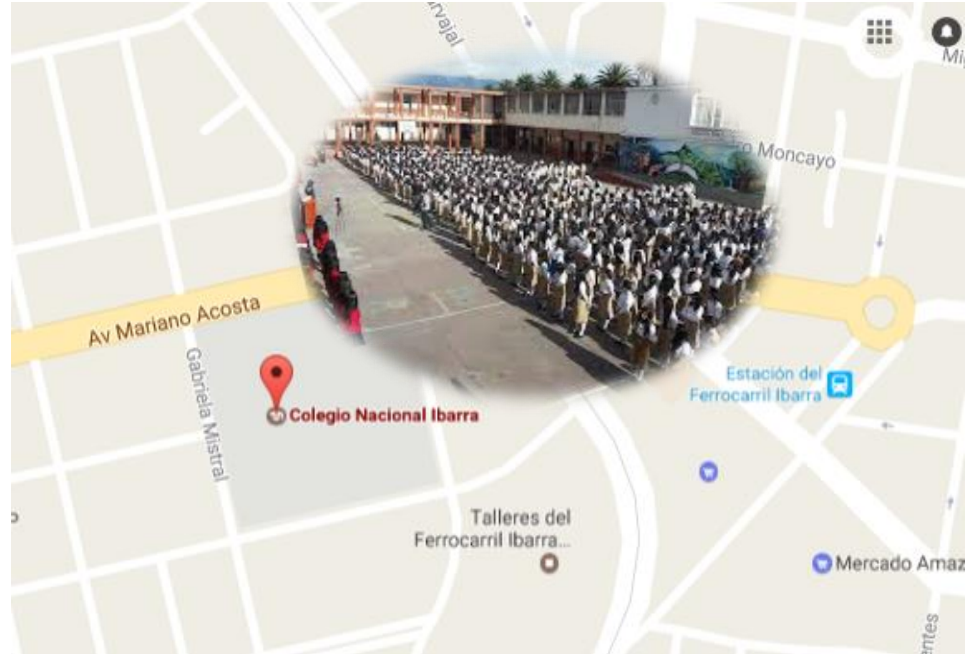 Av Mariano Acosta
Gabriela Mistral
Colegio Nacional Ibarra
Moncayo
Estación del
Ferrocarril Ibarra
Talleres del
Ferrocarril Ibarra...
Mercado Amaz